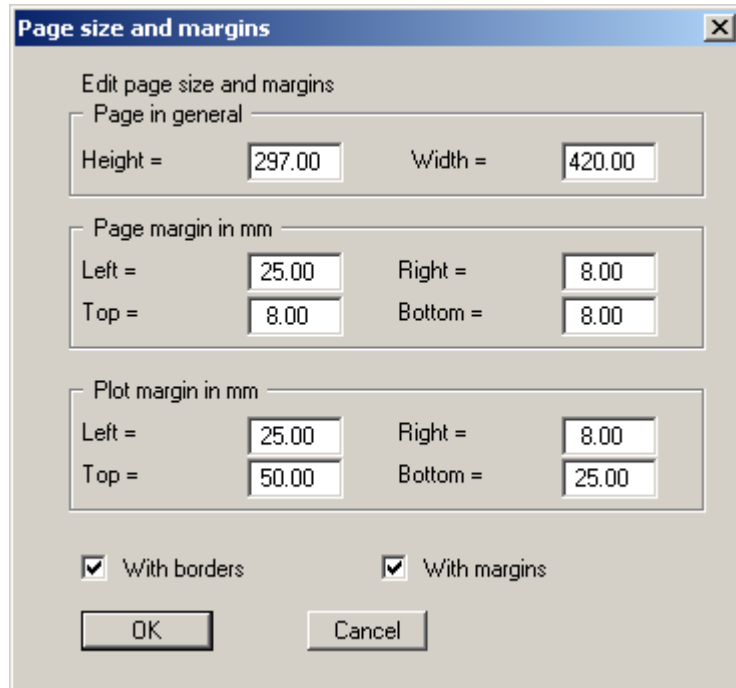 Page size and margins
Edit page size and margins
Page in general
Height = 297.00 Width = 420.00
Page margin in mm
Left = 25.00 Right = 8.00
Top = 8.00 Bottom = 8.00
Plot margin in mm
Left = 25.00 Right = 8.00
Top = 50.00 Bottom = 25.00
With borders With margins
OK Cancel